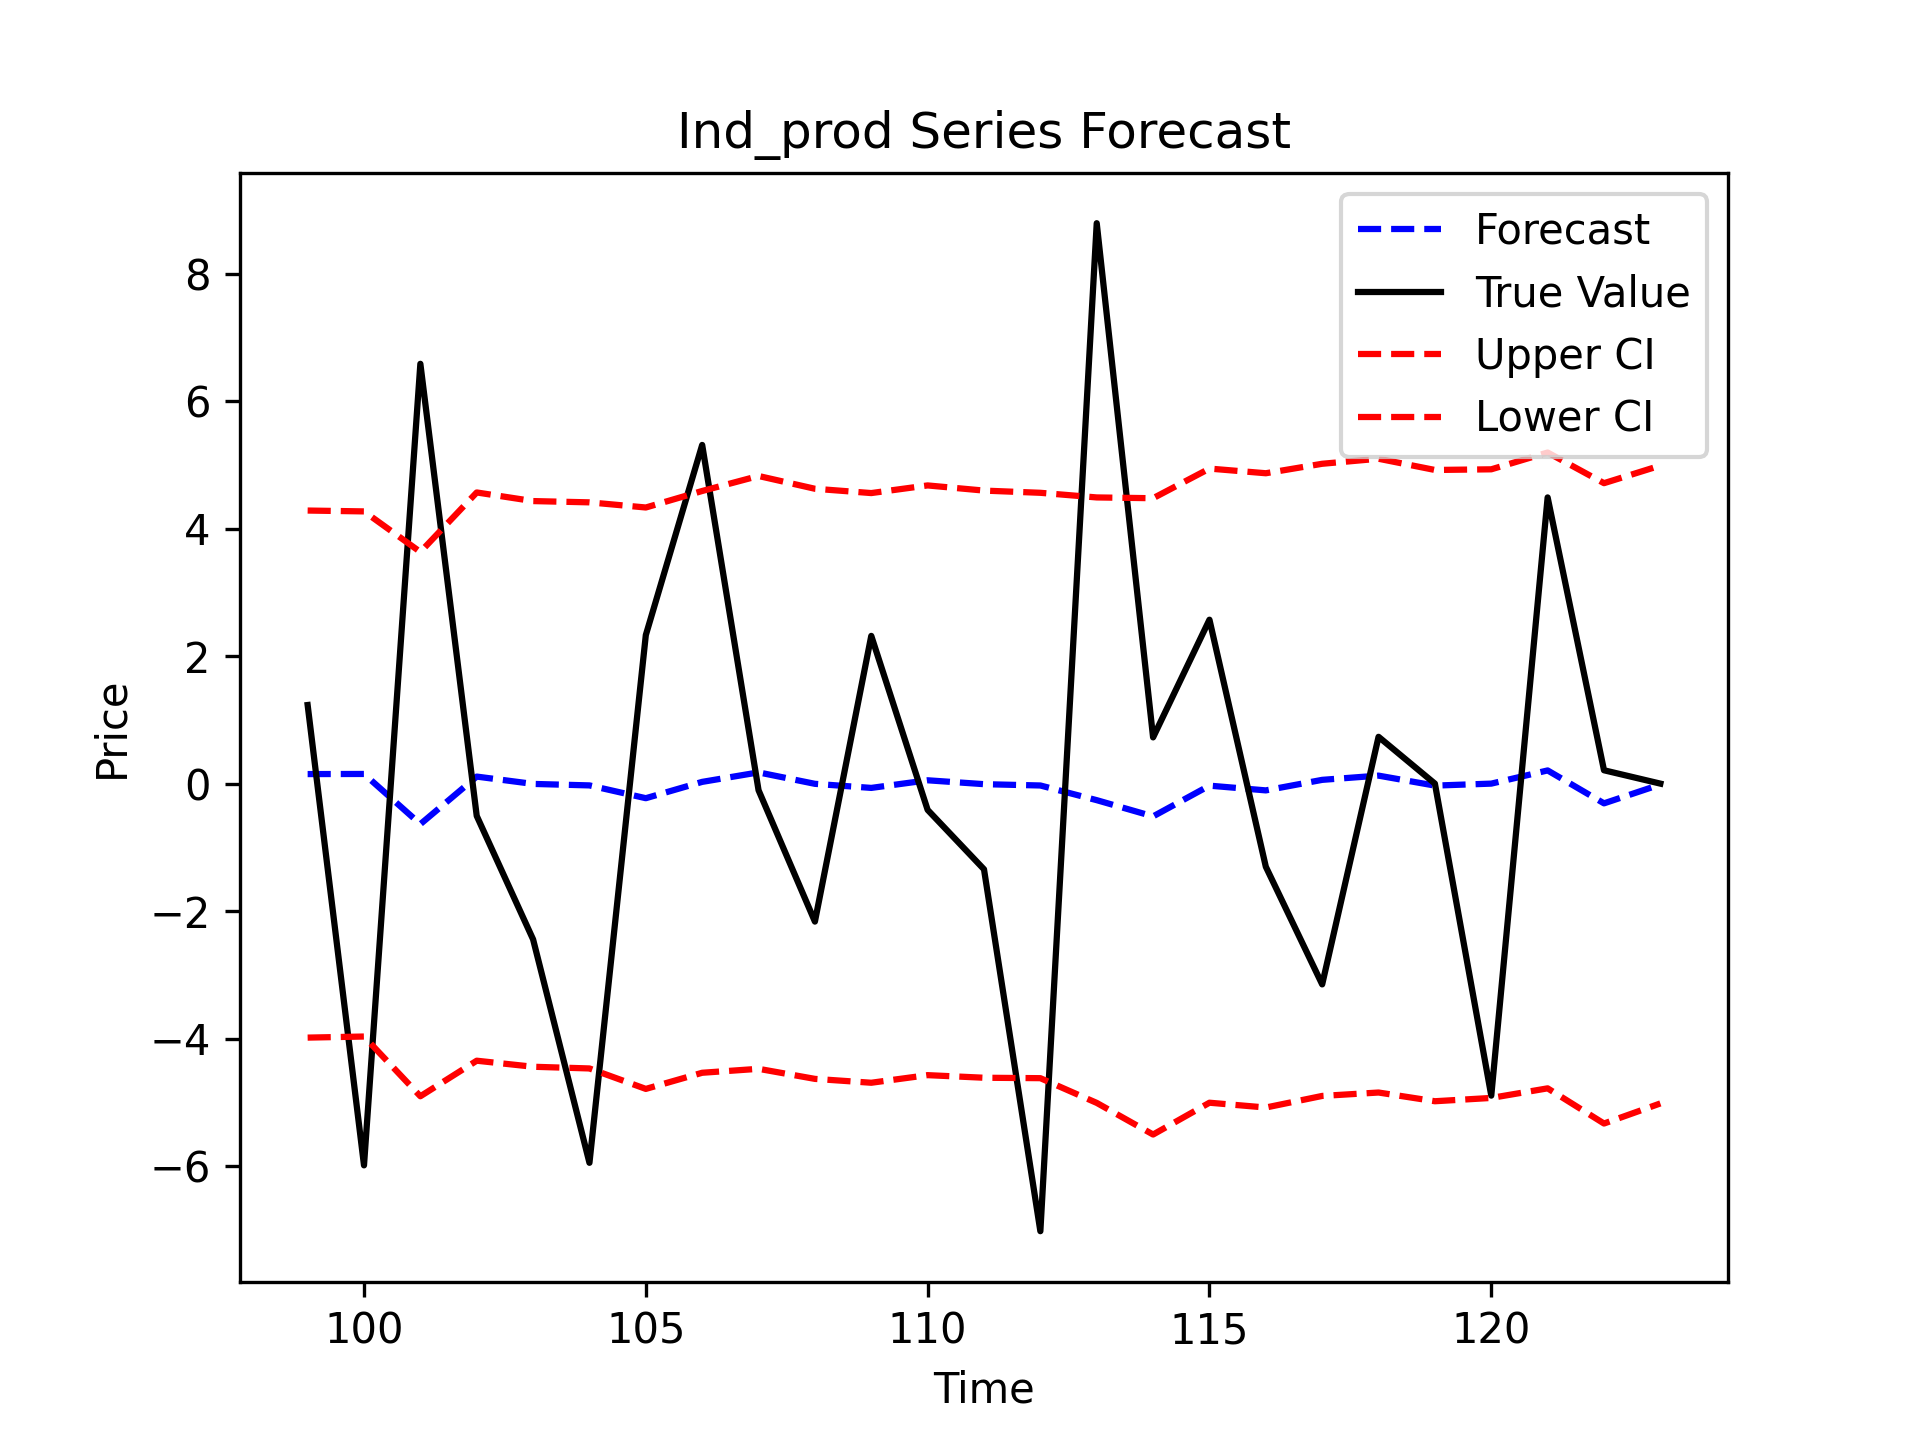 Ind_prod Series Forecast
Forecast
True Value
Upper CI
Lower CI
8
6
4
2
0
−2
−4
−6
Price
100 105 110 115 120
Time